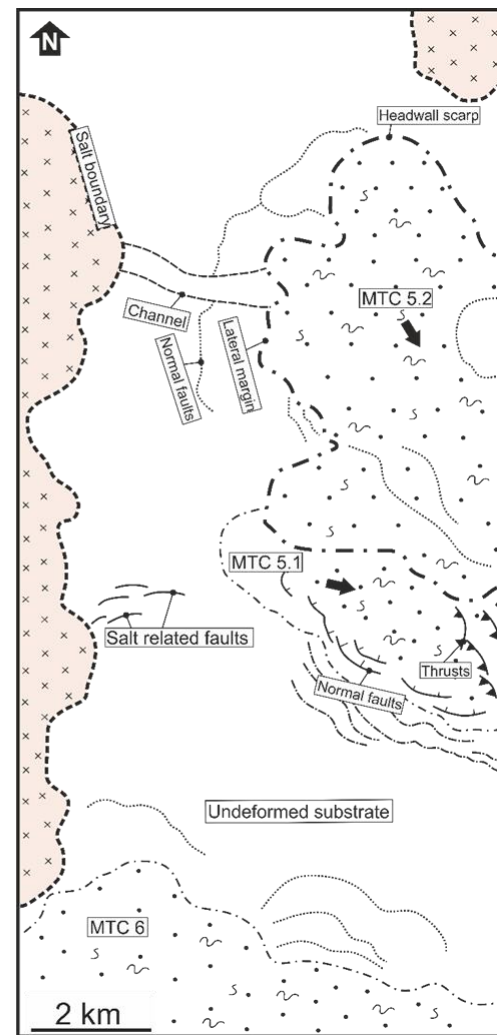 N
Headwall scarp
Salt boundary
MTC 5.2
Channel
Normal faults
Lateral margin
MTC 5.1
Salt related faults
Thrusts
Normal faults
Undeformed substrate
MTC 6
2 km